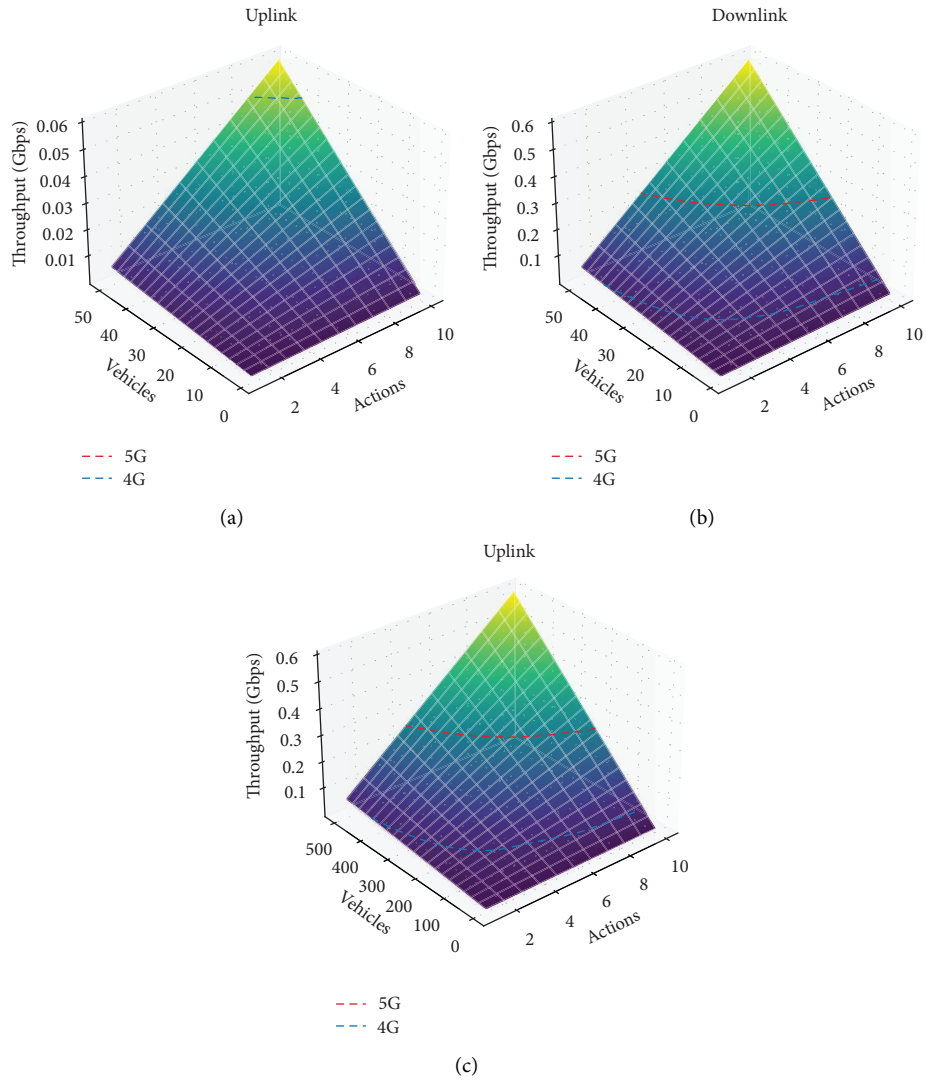 Uplink
Throughput (Gbps)
0.06
0.05
0.04
0.03
0.02
0.01
50
40
30
20
10
0
Vehicles
2
4
6
8
10
Actions
5G
4G
(a)
Downlink
Throughput (Gbps)
0.6
0.5
0.4
0.3
0.2
0.1
50
40
30
20
10
0
Vehicles
2
4
6
8
10
Actions
5G
4G
(b)
Uplink
Throughput (Gbps)
0.6
0.5
0.4
0.3
0.2
0.1
500
400
300
200
100
0
Vehicles
2
4
6
8
10
Actions
5G
4G
(c)